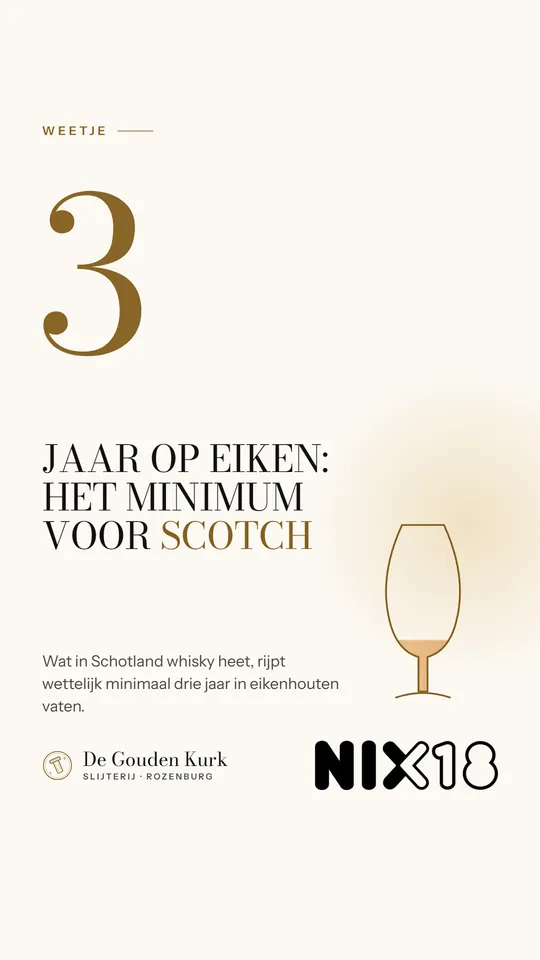 WEETJE
3
JAAR OP EIKEN:
HET MINIMUM
VOOR SCOTCH
Wat in Schotland whisky heet, rijpt
wettelijk minimaal drie jaar in eikenhouten
vaten.
De Gouden Kurk
SLIJTERIJ · ROZENBURG
NIX18